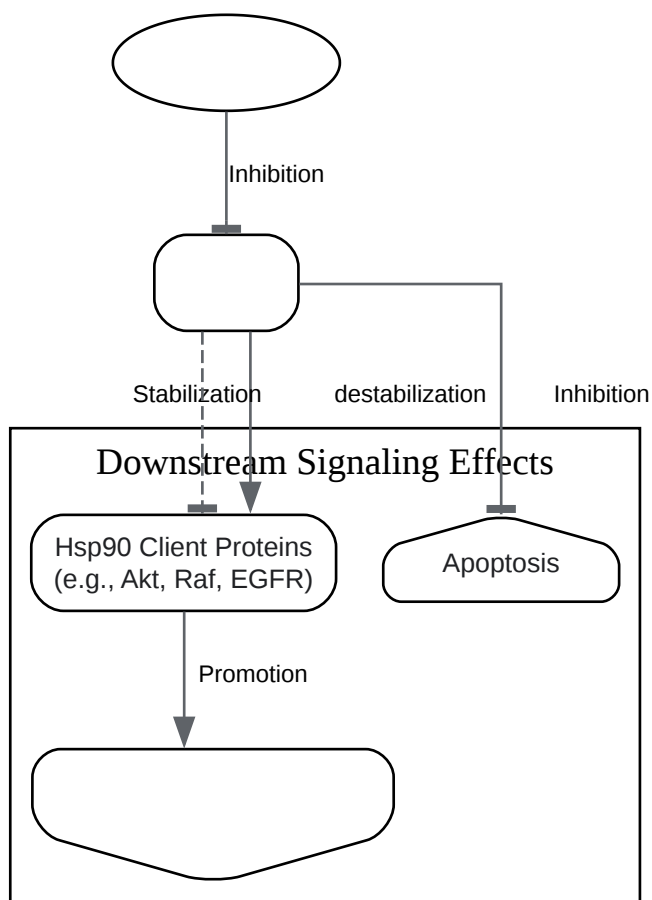 Inhibition
Stabilization
destabilization
Inhibition
Downstream Signaling Effects
Hsp90 Client Proteins
(e.g., Akt, Raf, EGFR)
Apoptosis
Promotion